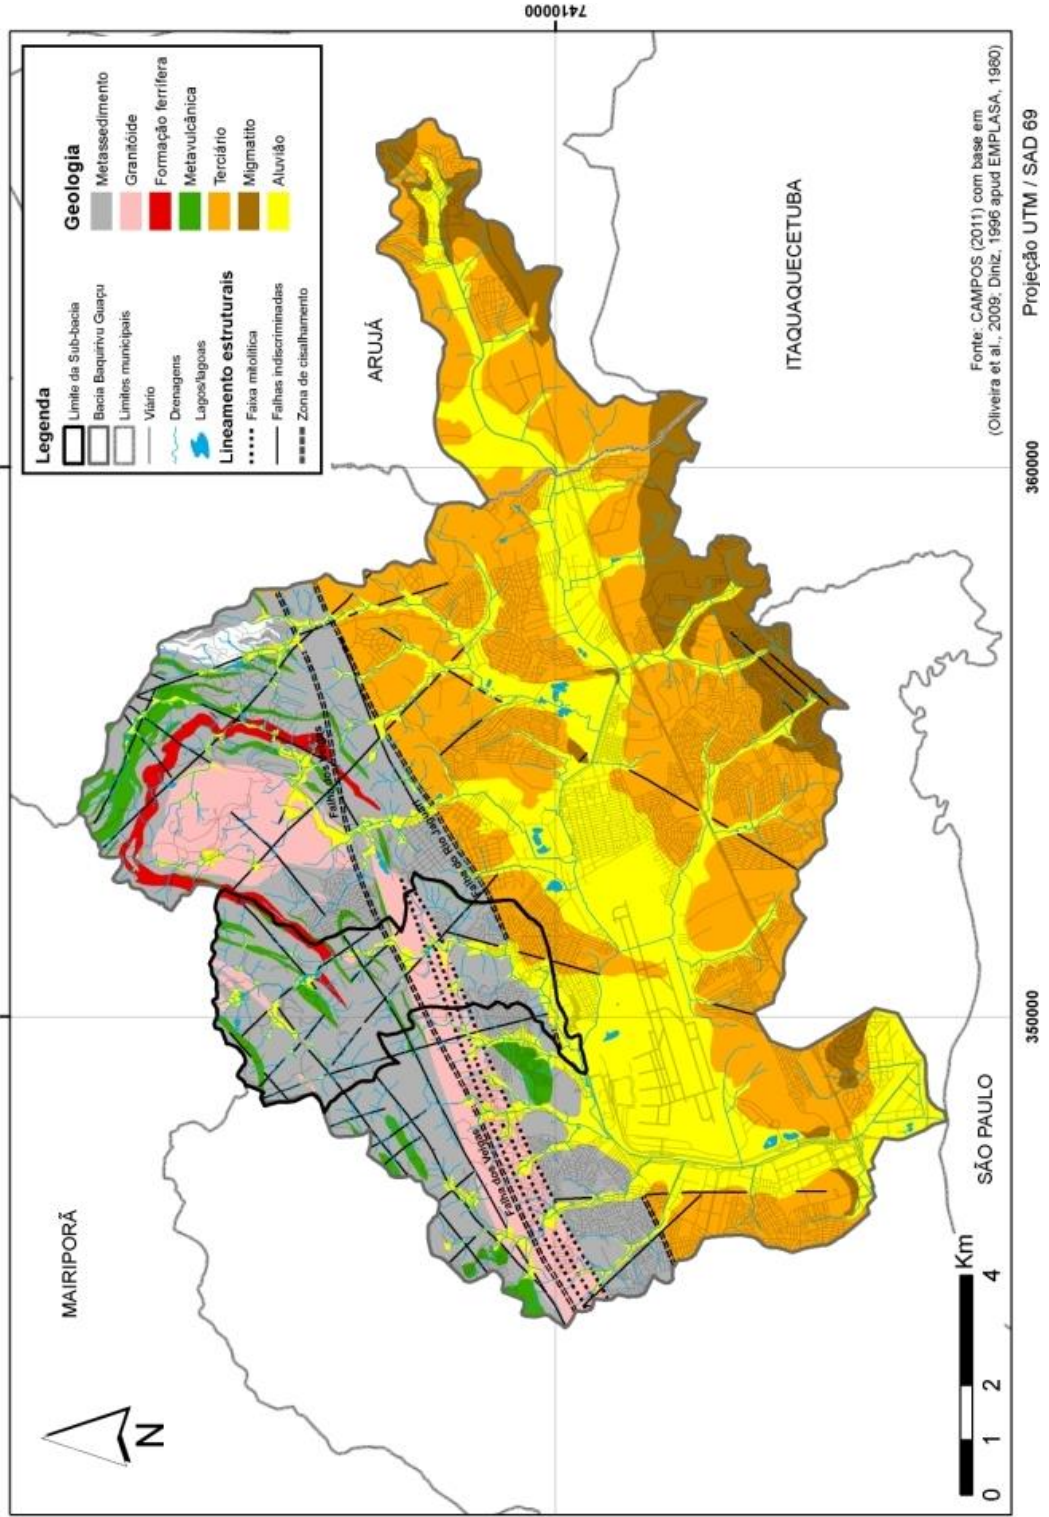 7410000
Legenda
Limite da Sub-bacia
Bacia Baquirivu Guaçu
Limites municipais
Viário
Drenagens
Lagos/lagoas
Lineamento estruturais
Faixa milolítica
Falhas indiscriminadas
Zona de cisalhamento
Geologia
Metassedimento
Granitóide
Formação ferrífera
Metavulcânica
Terciário
Migmatito
Aluvião
MAIRIPORÃ
ARUJÁ
ITAQUAQUECETUBA
SÃO PAULO
Falha do Rio Jaguari
Falha dos Veigas
N
0 1 2 4
Km
350000
360000
Fonte: CAMPOS (2011) com base em
(Oliveira et al., 2009; Diniz, 1996 apud EMPLASA, 1980)
Projeção UTM / SAD 69